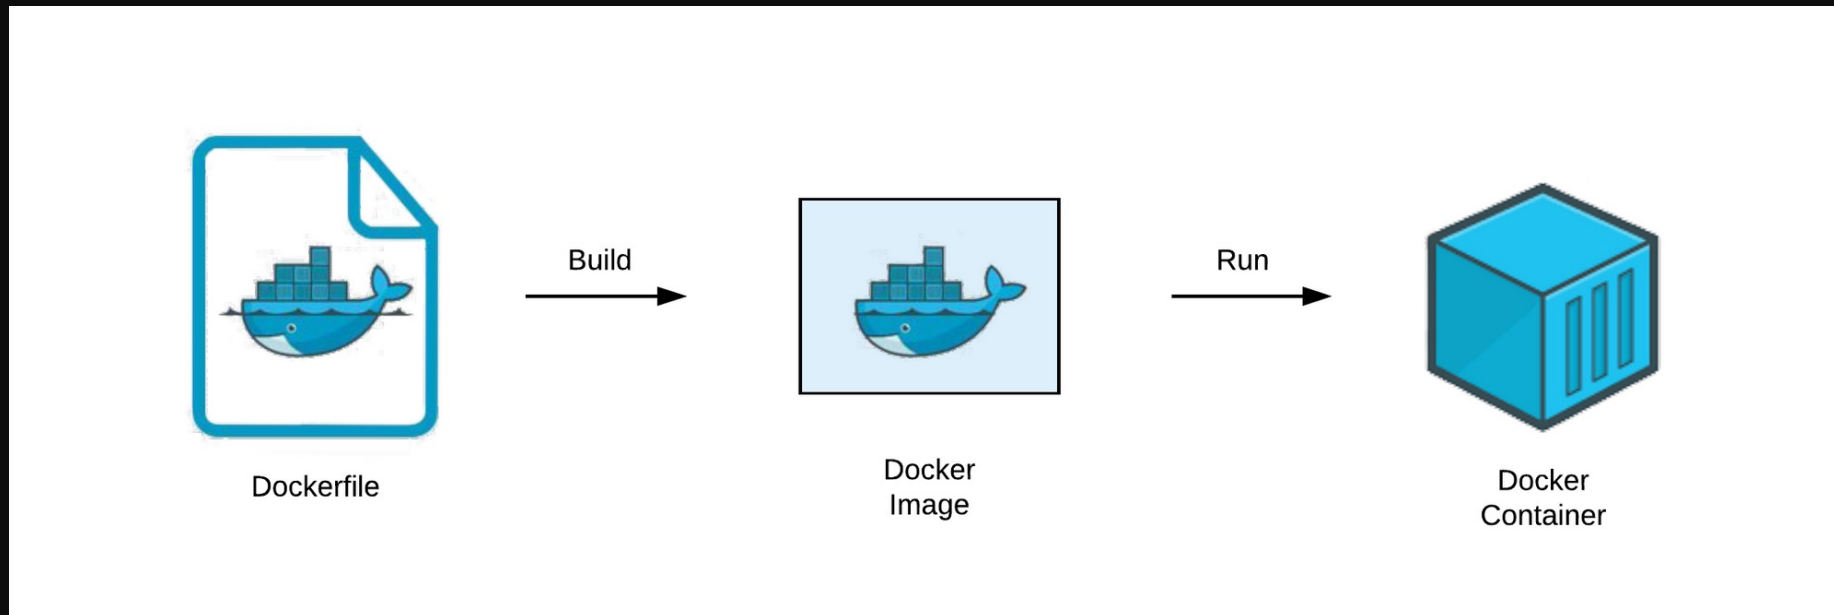 Build
Run
Dockerfile
Docker
Image
Docker
Container